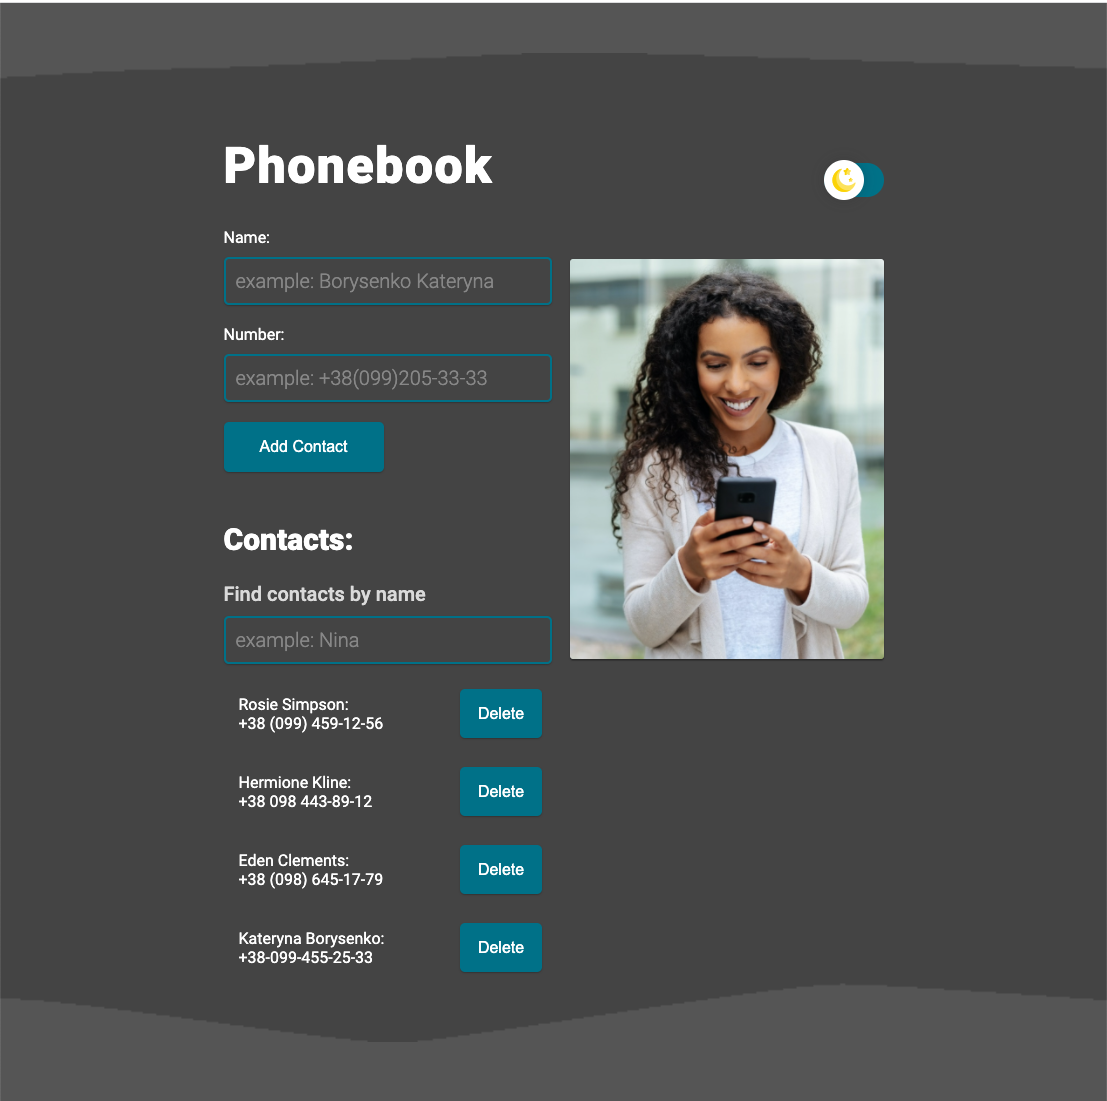 Phonebook
Name:
example: Borysenko Kateryna
Number:
example: +38(099)205-33-33
Add Contact
Contacts:
Find contacts by name
example: Nina
Rosie Simpson:
+38 (099) 459-12-56
Delete
Hermione Kline:
+38 098 443-89-12
Delete
Eden Clements:
+38 (098) 645-17-79
Delete
Kateryna Borysenko:
+38-099-455-25-33
Delete